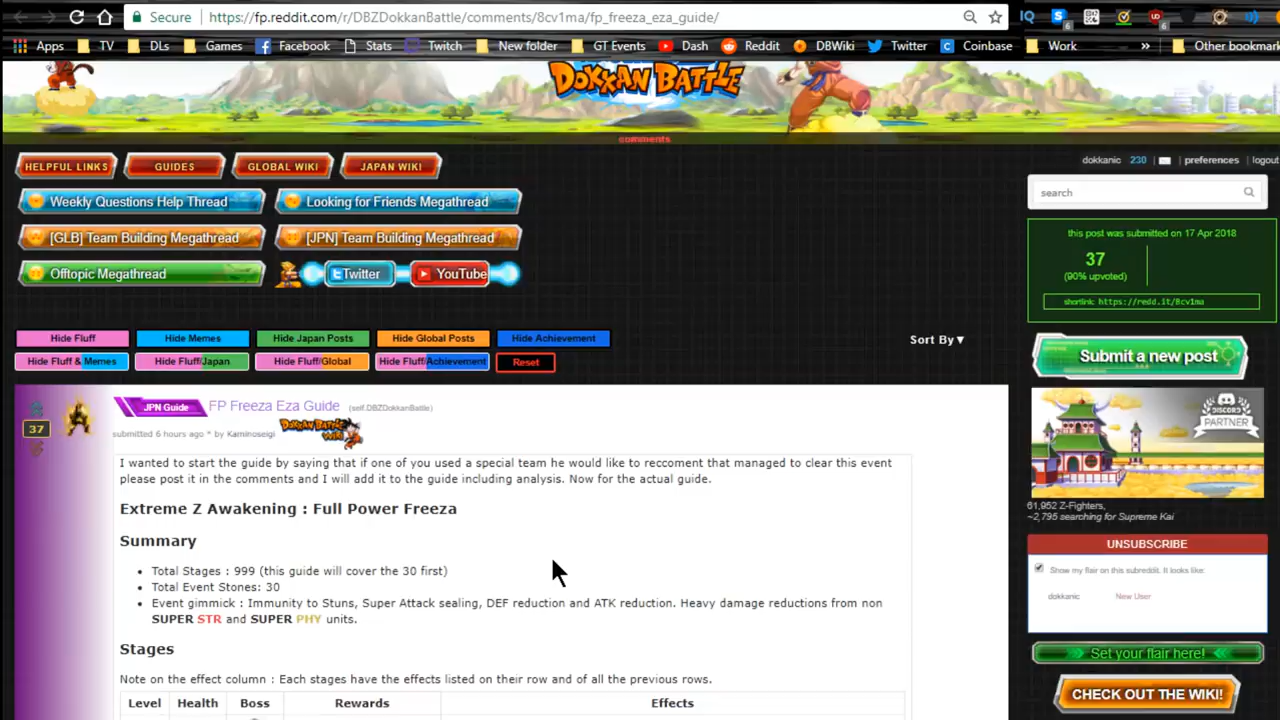 Secure https://fp.reddit.com/r/DBZDokkanBattle/comments/8cv1ma/fp_freeza_eza_guide/
Apps TV DLs Games Facebook Stats Twitch New folder GT Events Dash Reddit DBWiki Twitter Coinbase Work » Other bookmar
DOKKAN BATTLE
comments
HELPFUL LINKS GUIDES GLOBAL WIKI JAPAN WIKI
dokkanic 230 preferences logout
Weekly Questions Help Thread Looking for Friends Megathread
search
[GLB] Team Building Megathread [JPN] Team Building Megathread
this post was submitted on 17 Apr 2018
37
(90% upvoted)
Offtopic Megathread Twitter YouTube
shortlink: https://redd.it/8cv1ma
Hide Fluff Hide Memes Hide Japan Posts Hide Global Posts Hide Achievement
Sort By▼
Hide Fluff & Memes Hide Fluff/Japan Hide Fluff/Global Hide Fluff/Achievement Reset
Submit a new post
DISCORD PARTNER
37
JPN Guide FP Freeza Eza Guide (self.DBZDokkanBattle)
submitted 6 hours ago * by Kaminoseigi
DOKKAN BATTLE WIKI
I wanted to start the guide by saying that if one of you used a special team he would like to reccoment that managed to clear this event
please post it in the comments and I will add it to the guide including analysis. Now for the actual guide.
Extreme Z Awakening : Full Power Freeza
Summary
• Total Stages : 999 (this guide will cover the 30 first)
• Total Event Stones: 30
• Event gimmick : Immunity to Stuns, Super Attack sealing, DEF reduction and ATK reduction. Heavy damage reductions from non
SUPER STR and SUPER PHY units.
Stages
Note on the effect column : Each stages have the effects listed on their row and of all the previous rows.
Level Health Boss Rewards Effects
61,952 Z-Fighters,
~2,795 searching for Supreme Kai
UNSUBSCRIBE
Show my flair on this subreddit. It looks like:
dokkanic New User
Set your flair here!
CHECK OUT THE WIKI!